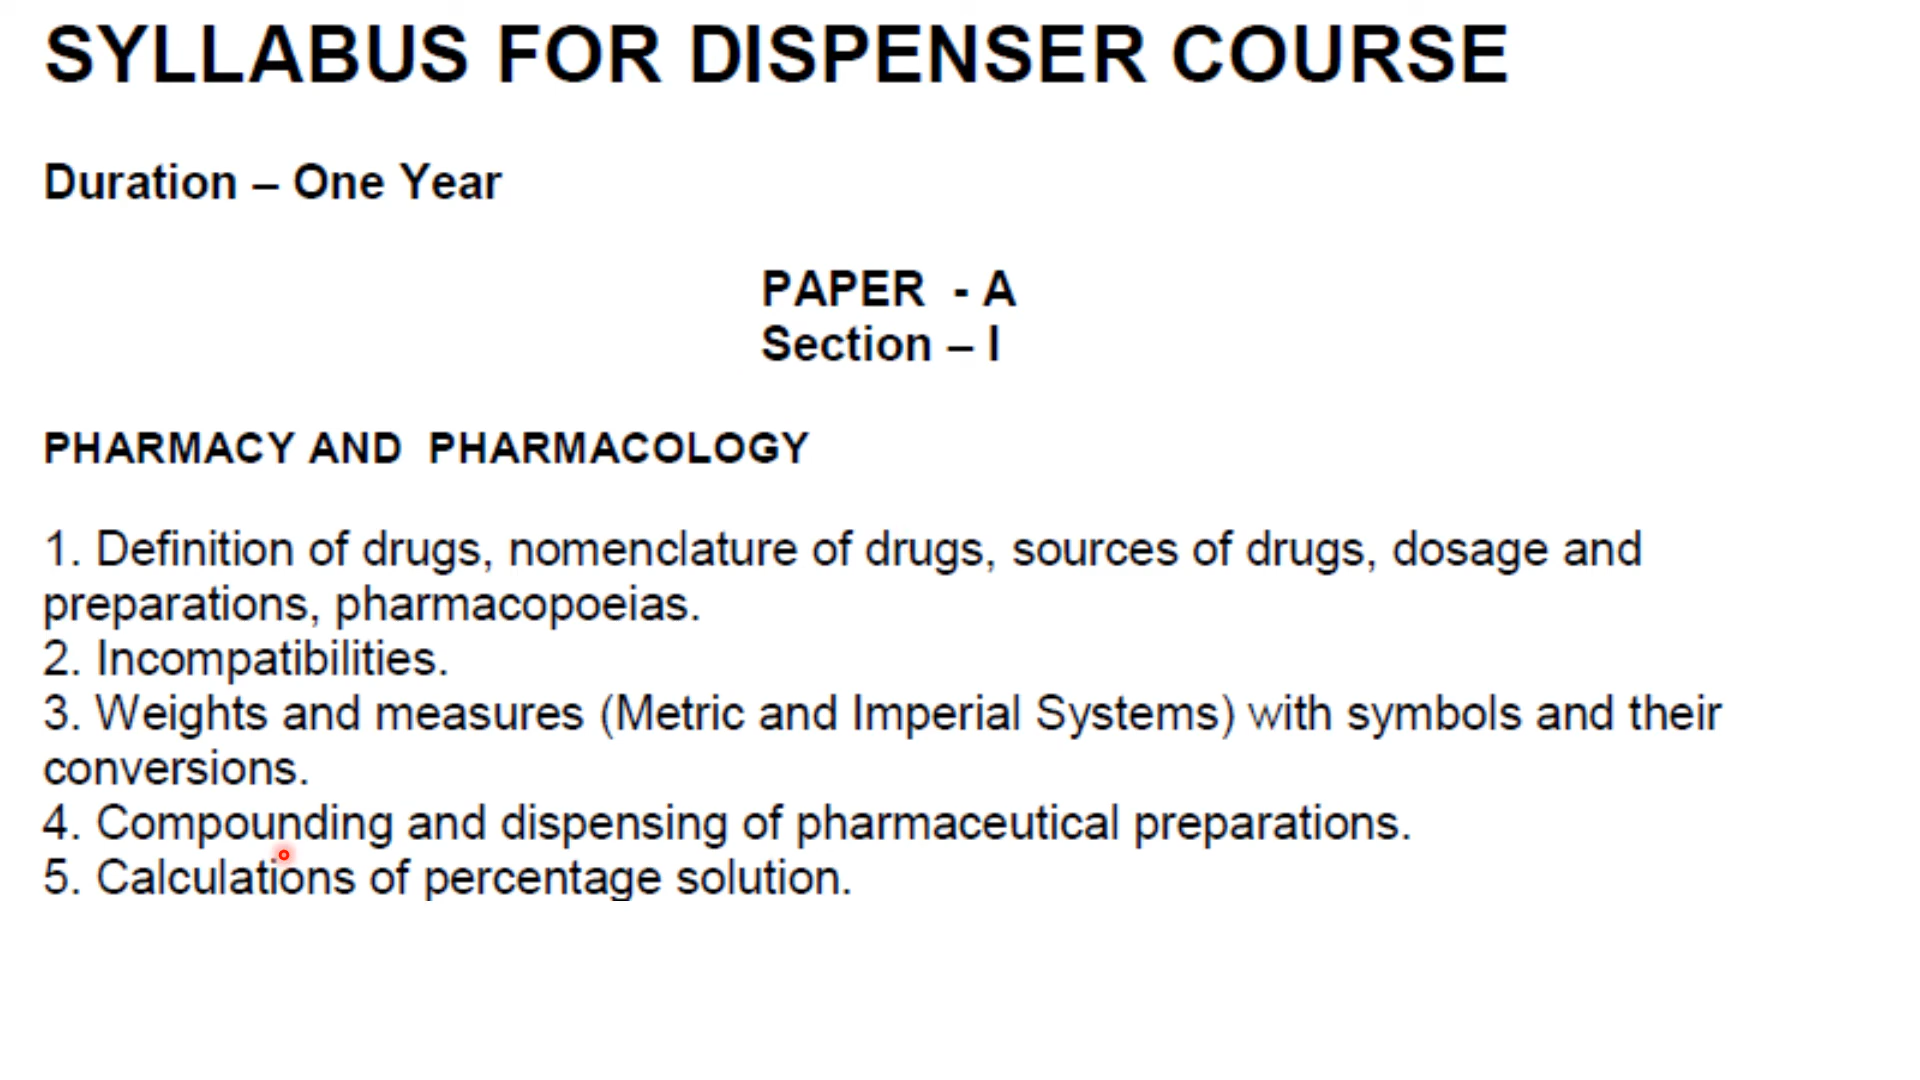 SYLLABUS FOR DISPENSER COURSE
Duration – One Year
PAPER - A
Section – I
PHARMACY AND PHARMACOLOGY
1. Definition of drugs, nomenclature of drugs, sources of drugs, dosage and
preparations, pharmacopoeias.
2. Incompatibilities.
3. Weights and measures (Metric and Imperial Systems) with symbols and their
conversions.
4. Compounding and dispensing of pharmaceutical preparations.
5. Calculations of percentage solution.